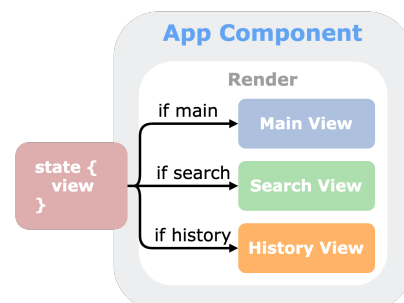 App Component
Render
if main
Main View
state {
view
}
if search
Search View
if history
History View